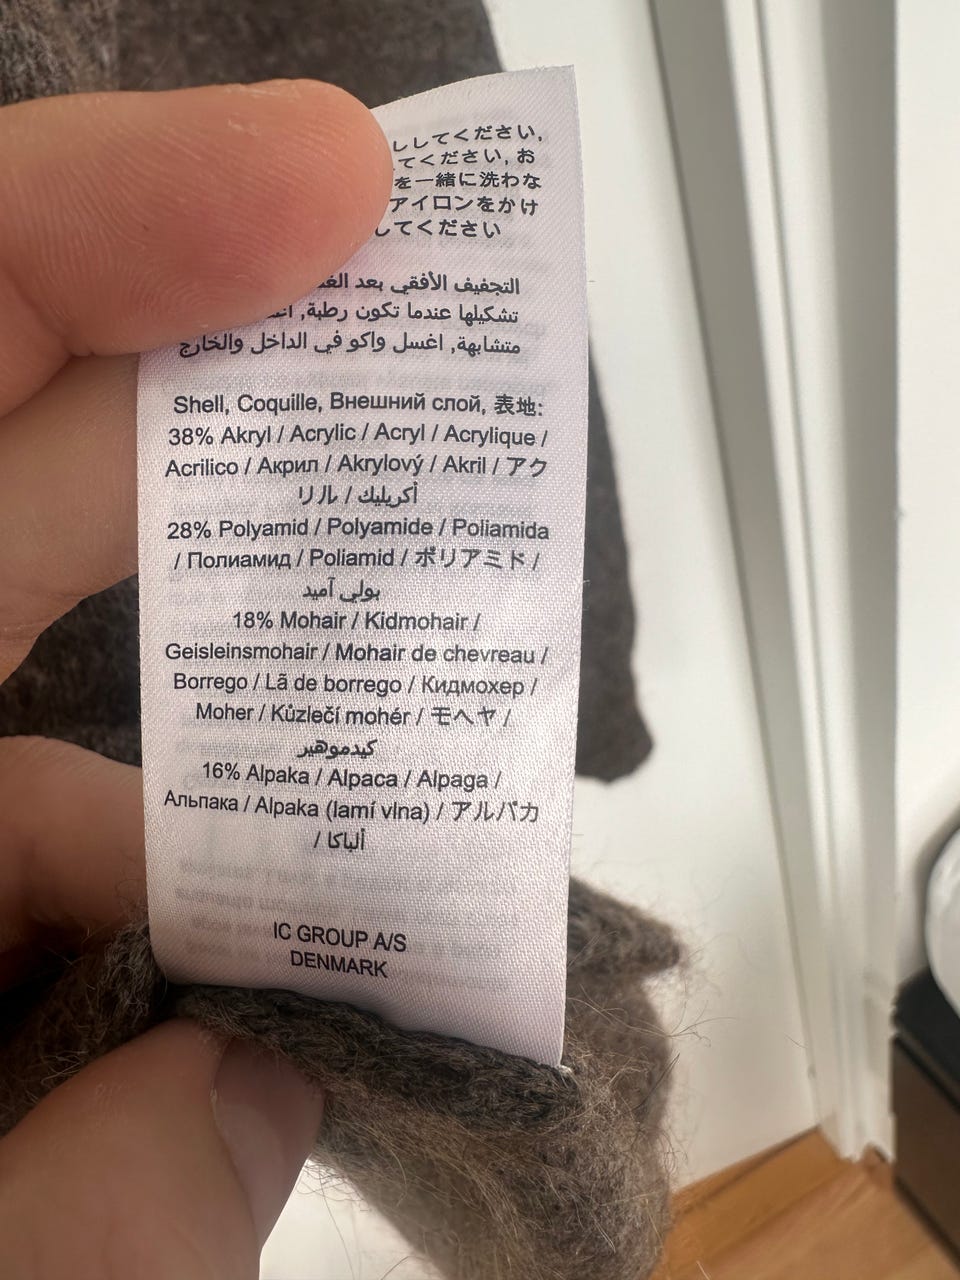 ししてください,
てください, お
を一緒に洗わな
アイロンをかけ
してください
التجفيف الأفقي بعد
تشكيلها عندما تكون رطبة,
متشابهة, اغسل واكو في الداخل والخارج
Shell, Coquille, Внешний слой, 表地:
38% Akryl / Acrylic / Acryl / Acrylique /
Acrilico / Акрил / Akrylový / Akril / アク
リル / أكريليك
28% Polyamid / Polyamide / Poliamida
/ Полиамид / Poliamid / ポリアミド /
بولي آميد
18% Mohair / Kidmohair /
Geisleinsmohair / Mohair de chevreau /
Borrego / Lã de borrego / Кидмохер /
Moher / Kůzlečí mohér / モヘヤ /
كيدموهير
16% Alpaka / Alpaca / Alpaga /
Альпака / Alpaka (lamí vlna) / アルパカ
/ ألباكا
IC GROUP A/S
DENMARK